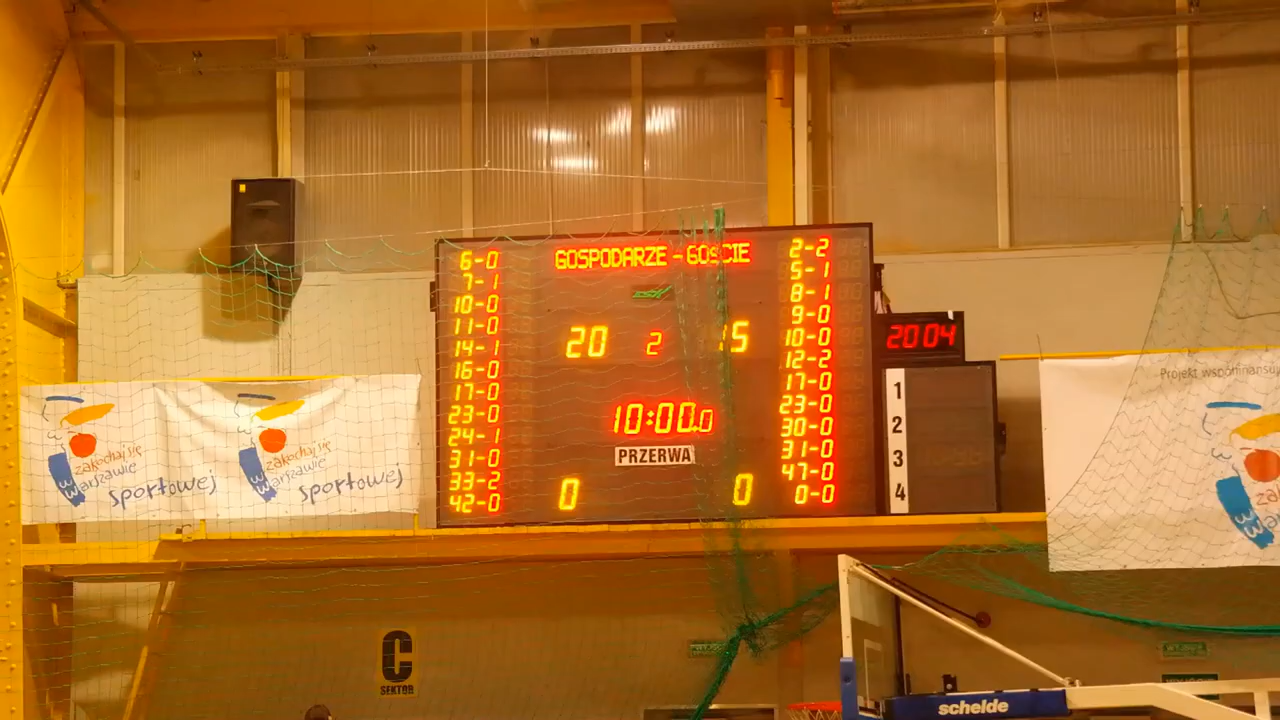 GOSPODARZE - GOŚCIE
6-0
7-1
10-0
11-0
14-1
16-0
17-0
23-0
24-1
31-0
33-2
42-0
20
2
15
10:00.0
PRZERWA
0
0
2-2
5-1
8-1
9-0
10-0
12-2
17-0
23-0
30-0
31-0
47-0
0-0
20 04
1
2
3
4
zakochaj się
w Warszawie
sportowej
zakochaj się
w Warszawie
sportowej
Projekt współfinansuj
C
SEKTOR
schelde